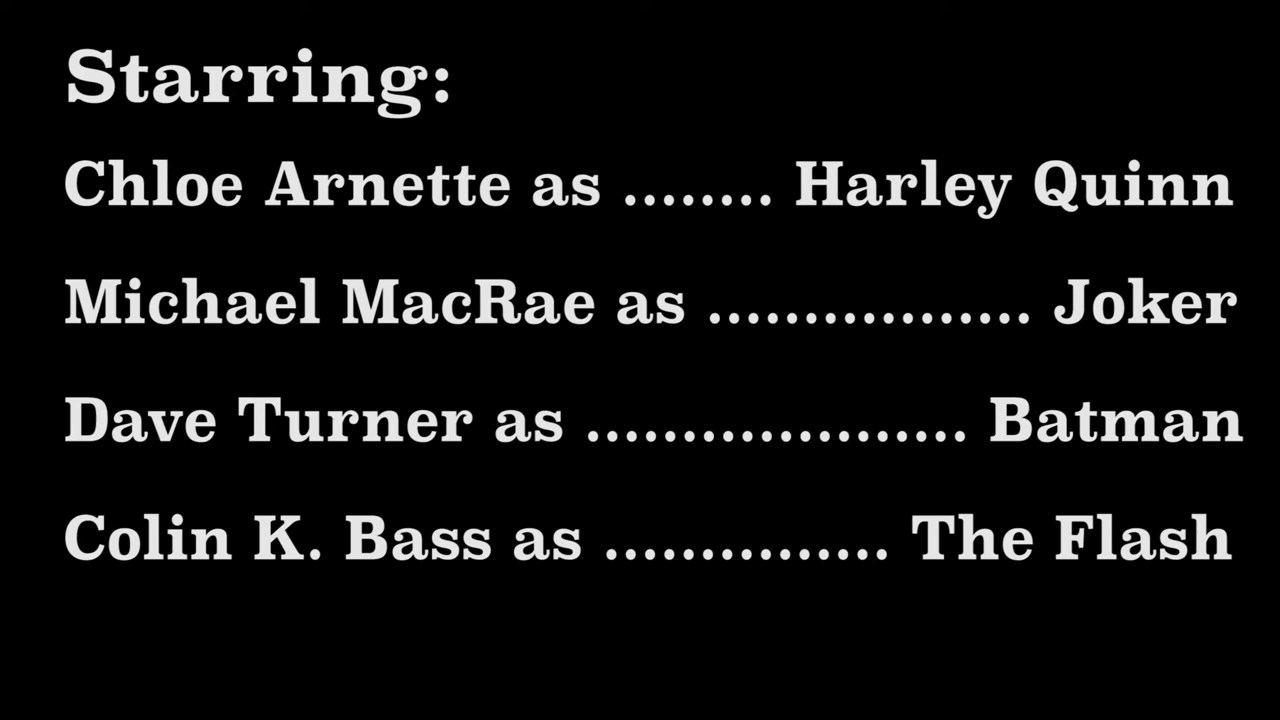 Starring:
Chloe Arnette as ........ Harley Quinn
Michael MacRae as ................. Joker
Dave Turner as .................... Batman
Colin K. Bass as ............... The Flash